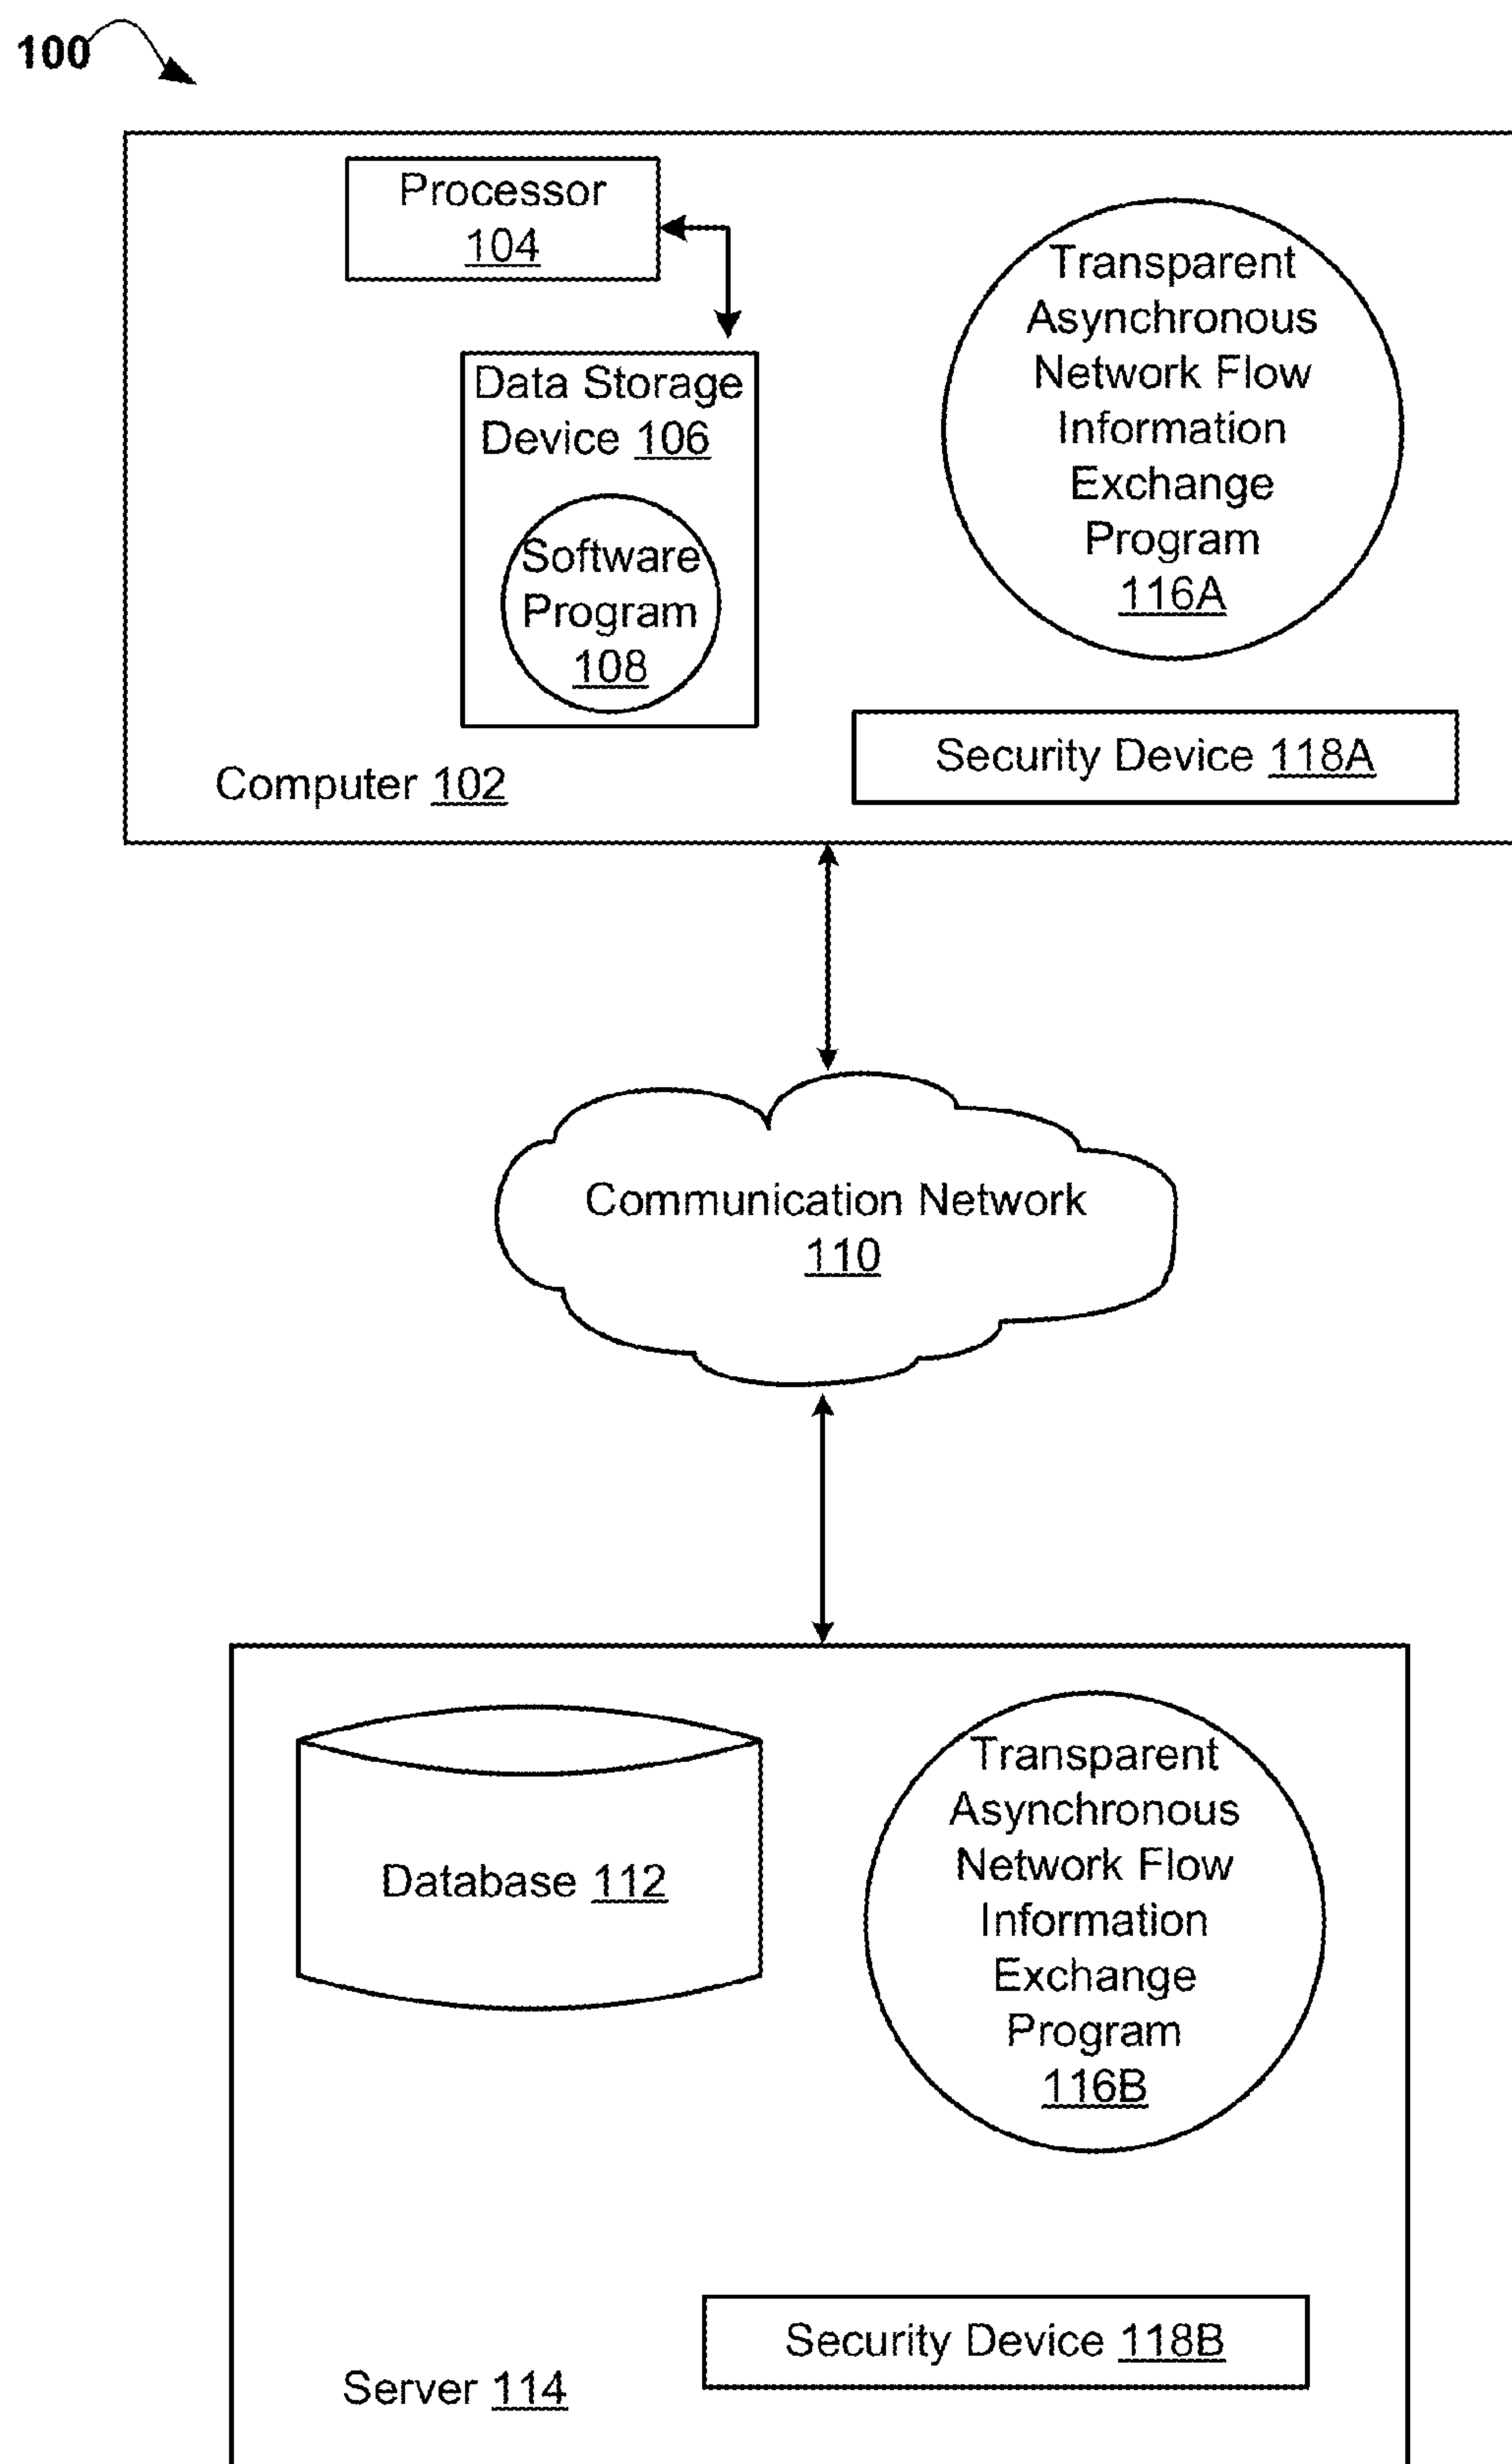 100
Processor
104
Data Storage
Device 106
Software
Program
108
Transparent
Asynchronous
Network Flow
Information
Exchange
Program
116A
Security Device 118A
Computer 102
Communication Network
110
Database 112
Transparent
Asynchronous
Network Flow
Information
Exchange
Program
116B
Security Device 118B
Server 114